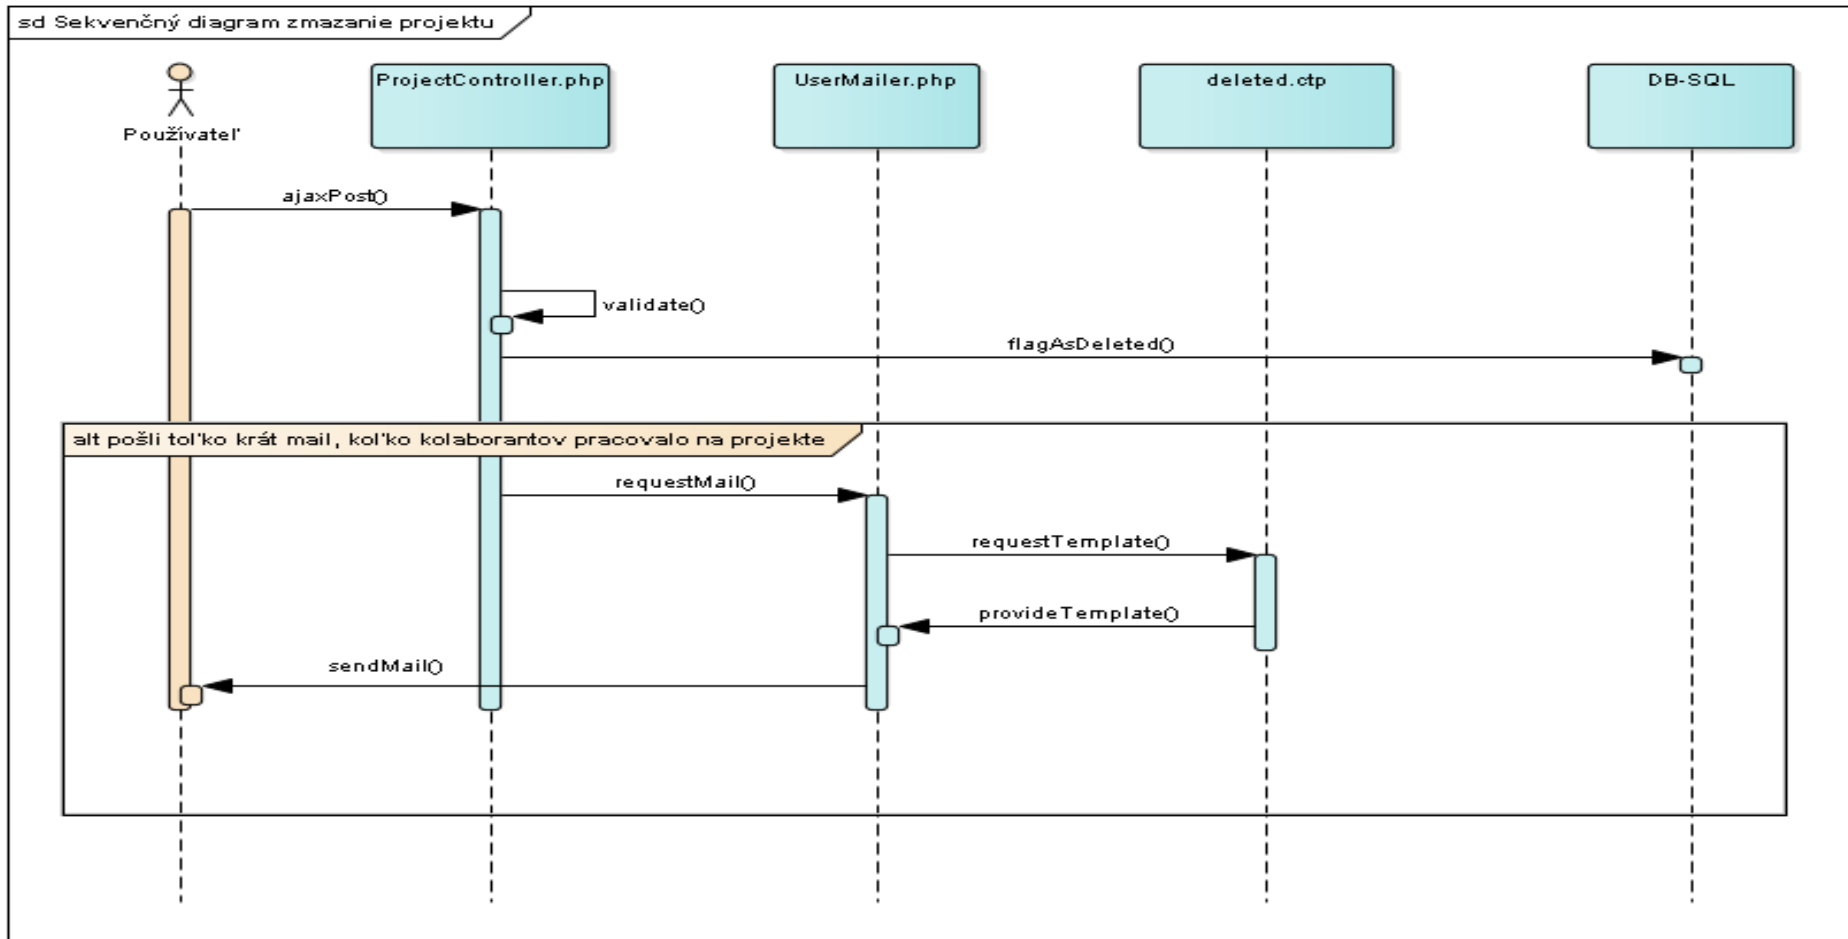 sd Sekvenčný diagram zmazanie projektu
Používateľ
ProjectController.php
UserMailer.php
deleted.ctp
DB-SQL
ajaxPost()
validate()
flagAsDeleted()
alt pošli toľko krát mail, koľko kolaborantov pracovalo na projekte
requestMail()
requestTemplate()
provideTemplate()
sendMail()